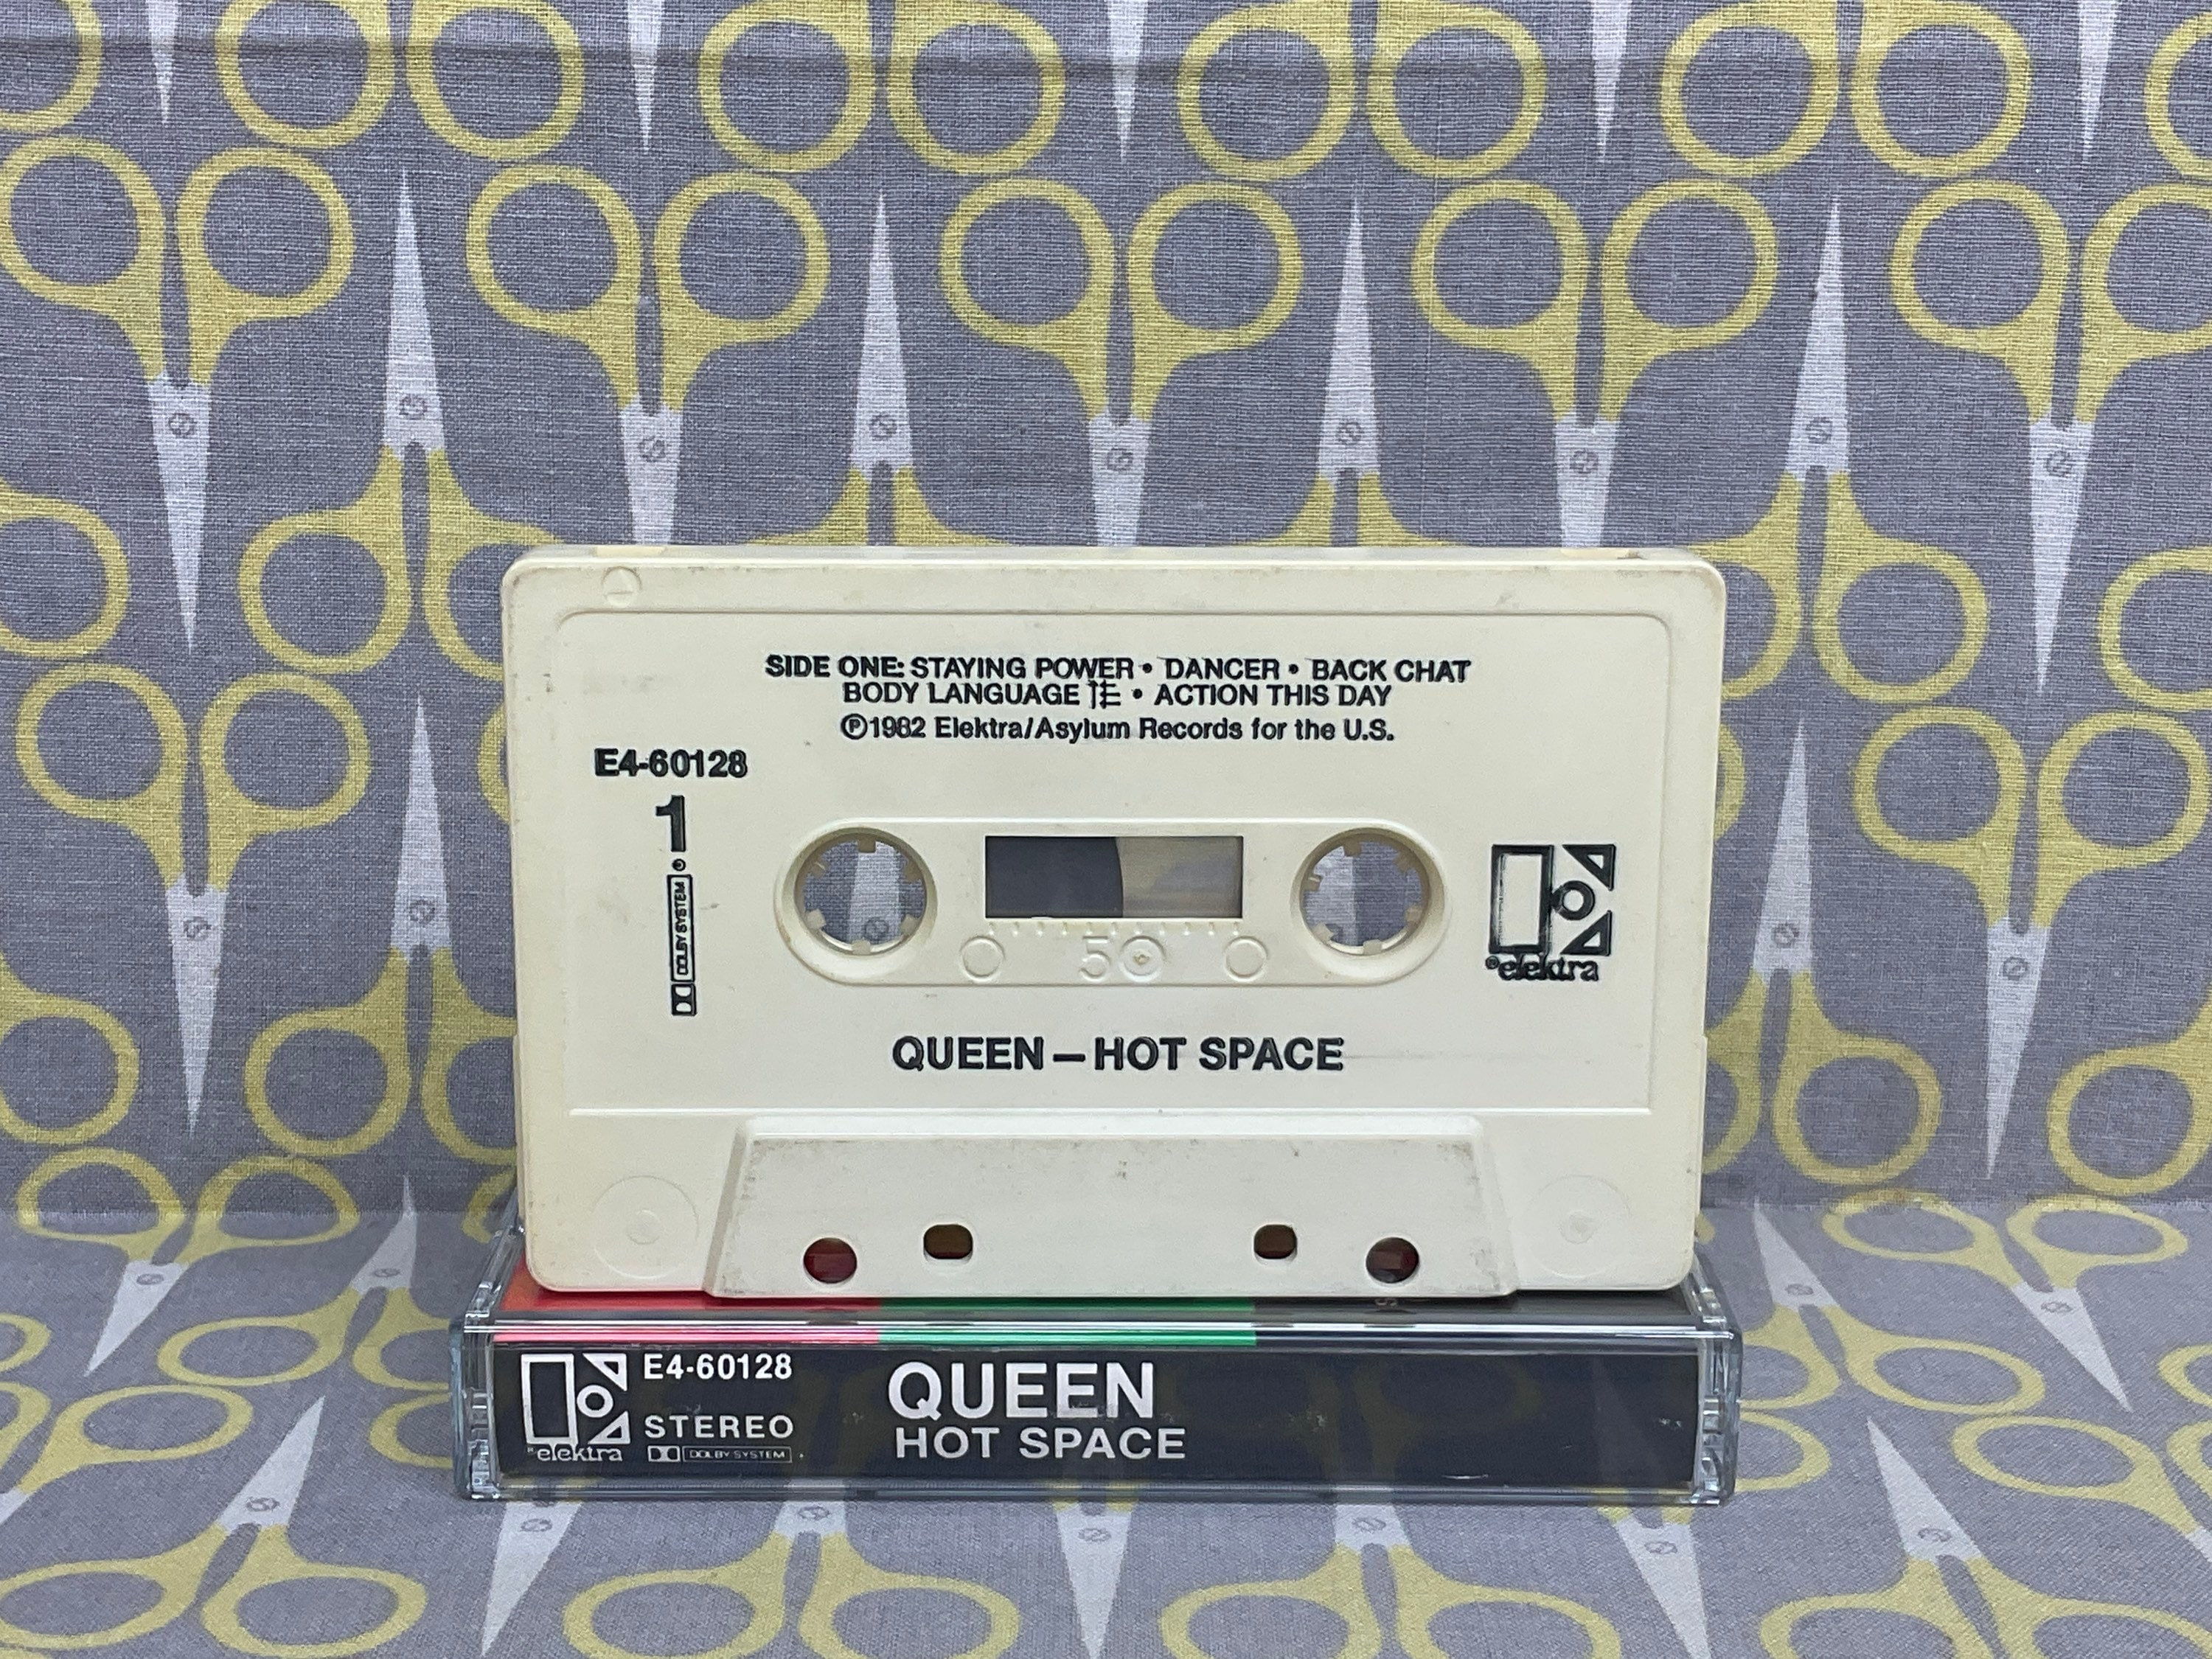 SIDE ONE: STAYING POWER • DANCER • BACK CHAT
BODY LANGUAGE • ACTION THIS DAY
℗1982 Elektra/Asylum Records for the U.S.
E4-60128
1
DOLBY SYSTEM
50
® elektra
QUEEN — HOT SPACE
E4-60128
STEREO
DOLBY SYSTEM
® elektra
QUEEN
HOT SPACE